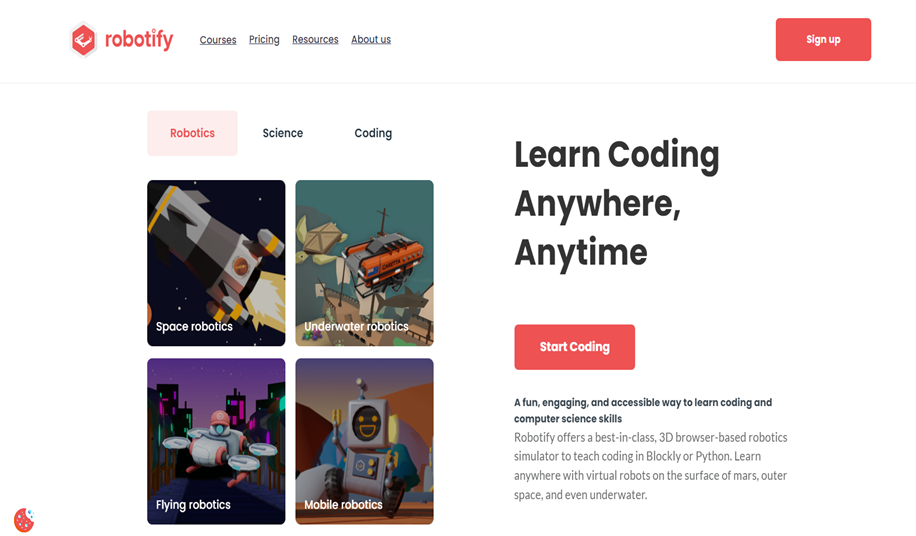 robotify
Courses Pricing Resources About us
Sign up
Robotics Science Coding
Space robotics
Underwater robotics
Flying robotics
Mobile robotics
Learn Coding
Anywhere,
Anytime
Start Coding
A fun, engaging, and accessible way to learn coding and
computer science skills
Robotify offers a best-in-class, 3D browser-based robotics
simulator to teach coding in Blockly or Python. Learn
anywhere with virtual robots on the surface of mars, outer
space, and even underwater.